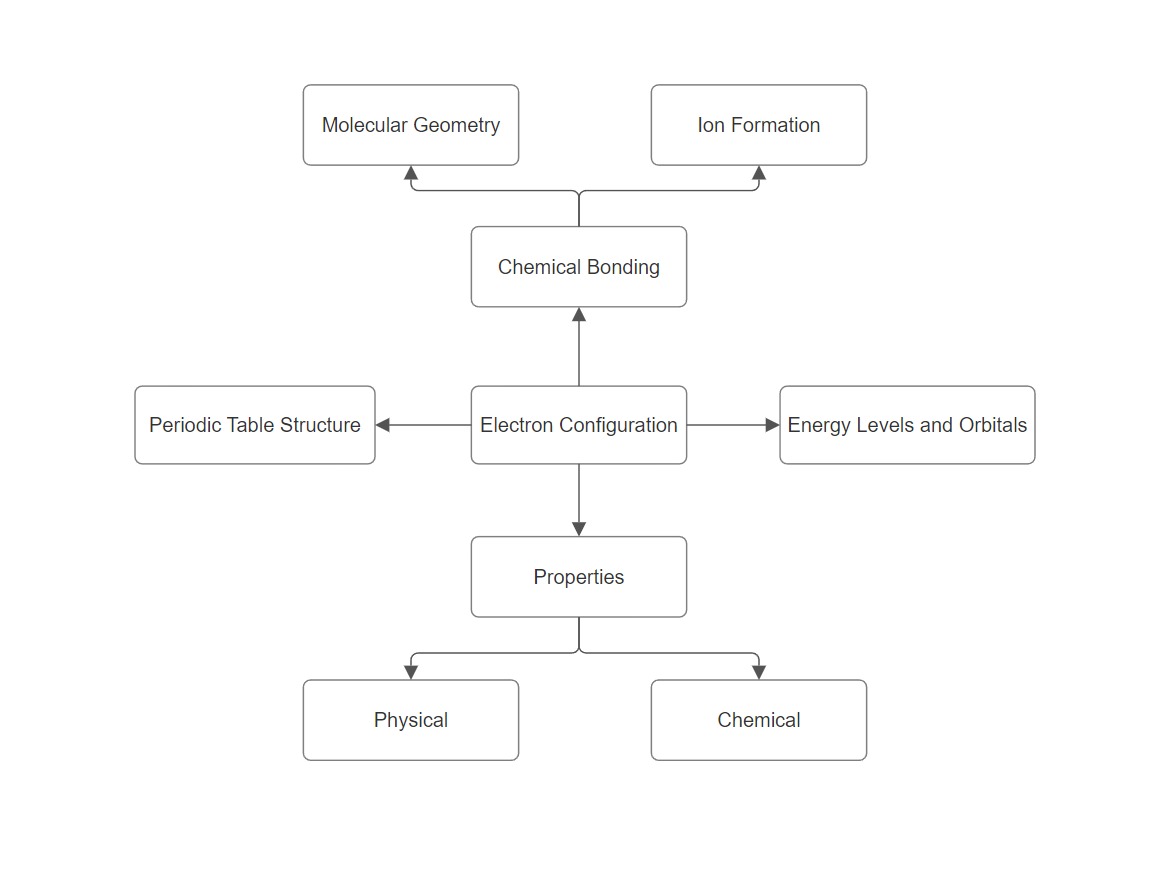 Molecular Geometry
Ion Formation
Chemical Bonding
Periodic Table Structure
Electron Configuration
Energy Levels and Orbitals
Properties
Physical
Chemical